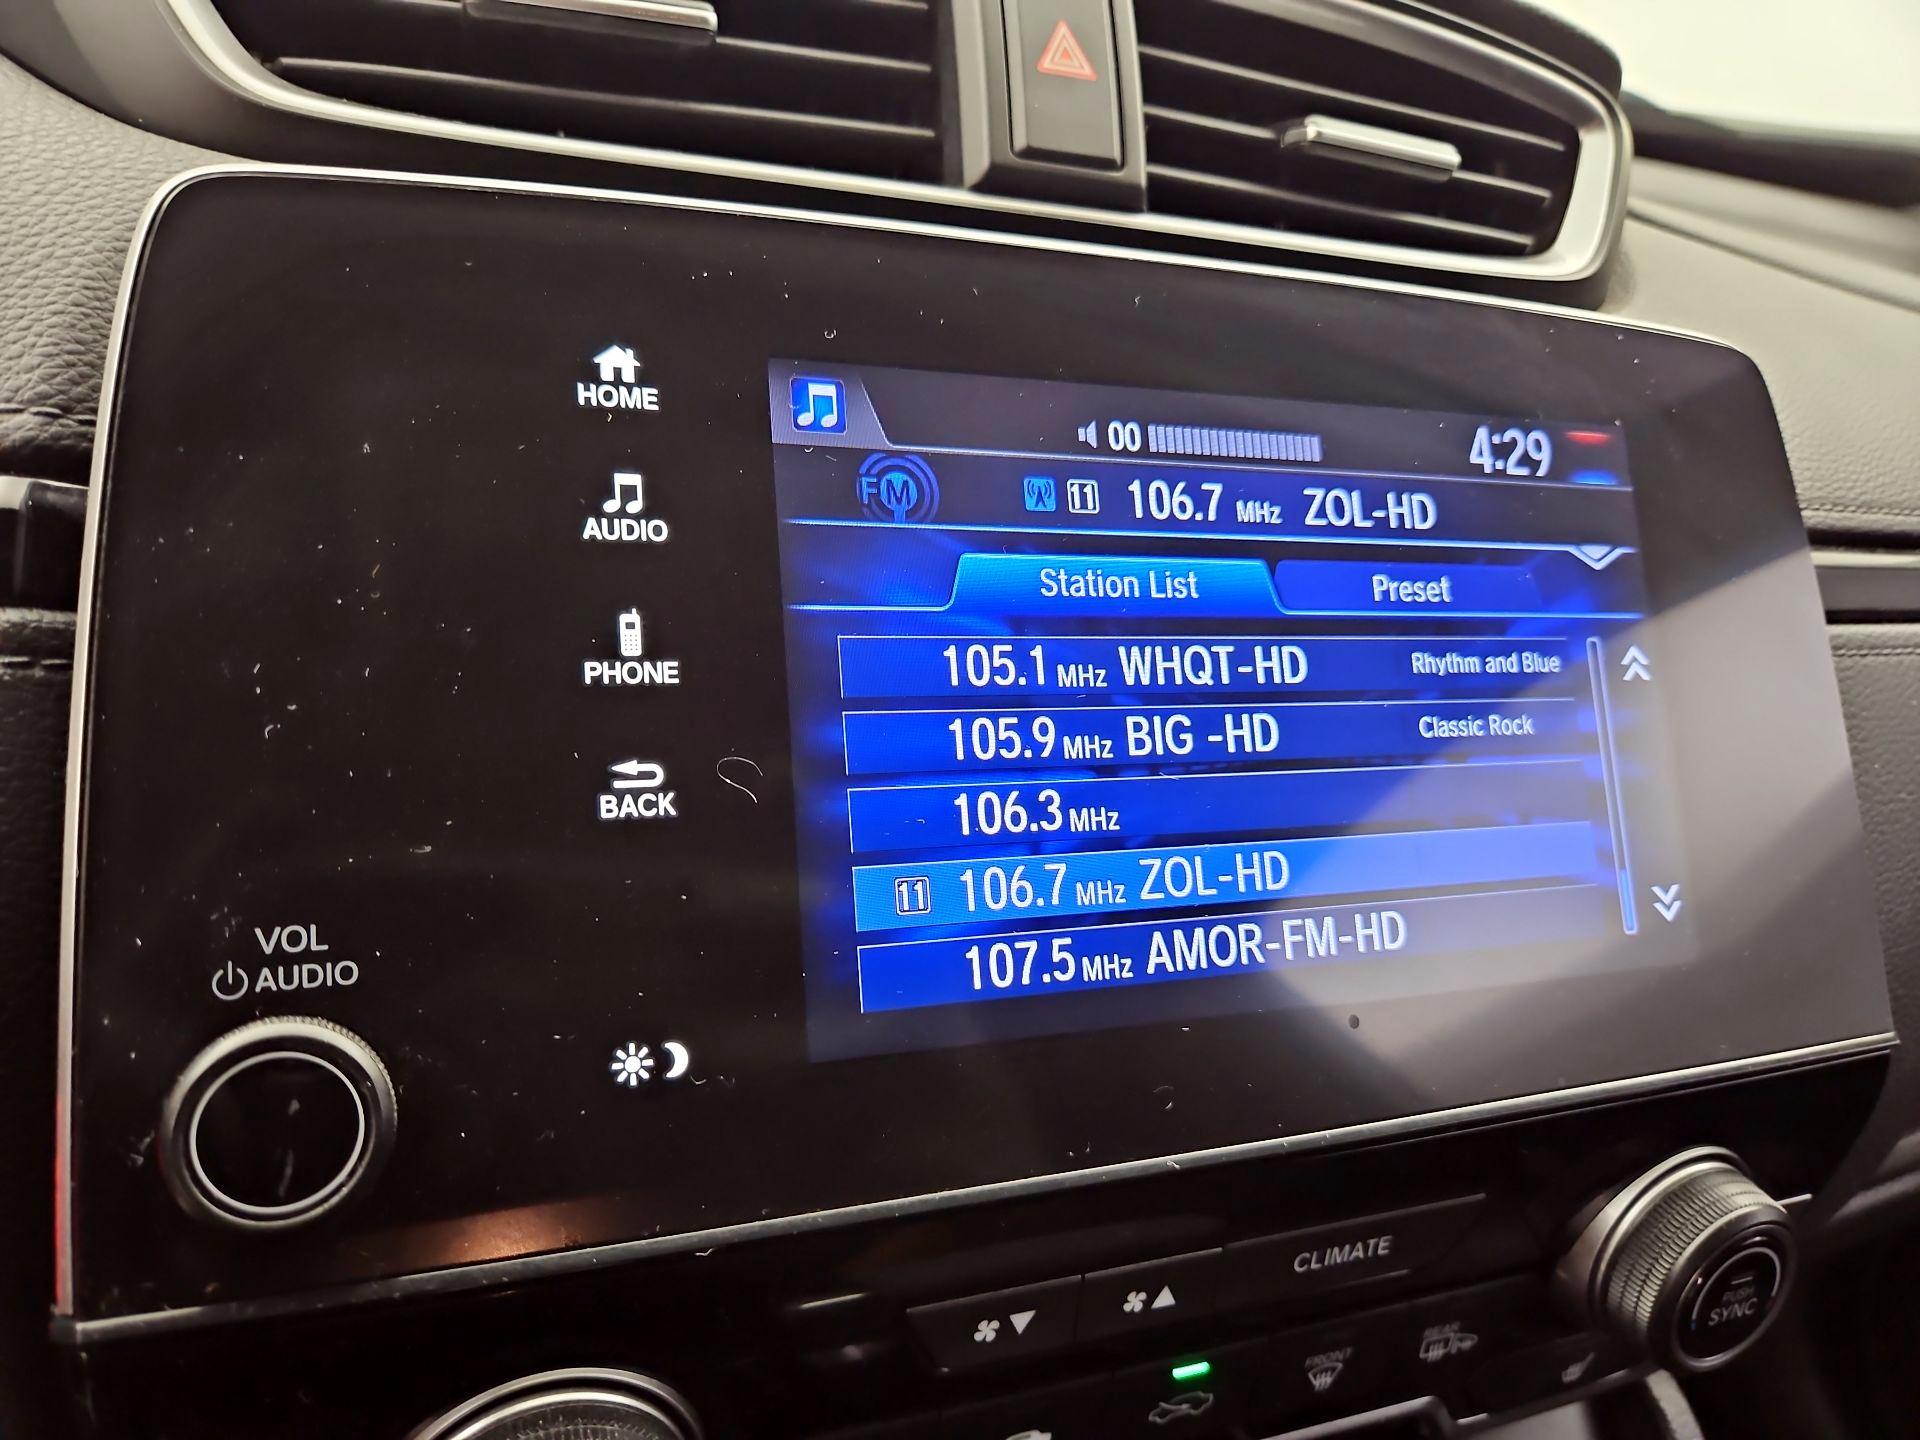 HOME
AUDIO
PHONE
BACK
VOL
AUDIO
00
4:29
FM
11 106.7 MHz ZOL-HD
Station List Preset
105.1 MHz WHQT-HD Rhythm and Blue
105.9 MHz BIG -HD Classic Rock
106.3 MHz
11 106.7 MHz ZOL-HD
107.5 MHz AMOR-FM-HD
CLIMATE
PUSH
SYNC
FRONT
REAR